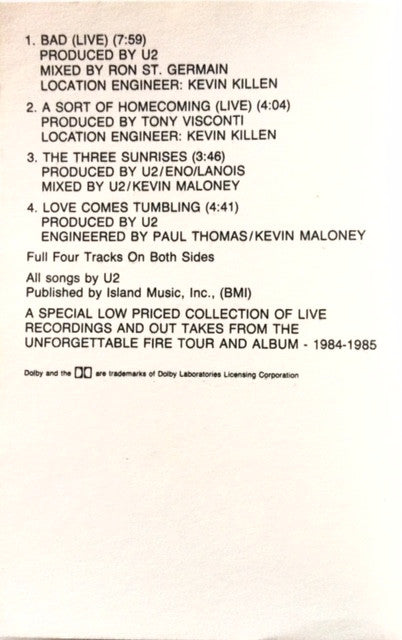 1. BAD (LIVE) (7:59)
PRODUCED BY U2
MIXED BY RON ST. GERMAIN
LOCATION ENGINEER: KEVIN KILLEN
2. A SORT OF HOMECOMING (LIVE) (4:04)
PRODUCED BY TONY VISCONTI
LOCATION ENGINEER: KEVIN KILLEN
3. THE THREE SUNRISES (3:46)
PRODUCED BY U2/ENO/LANOIS
MIXED BY U2/KEVIN MALONEY
4. LOVE COMES TUMBLING (4:41)
PRODUCED BY U2
ENGINEERED BY PAUL THOMAS/KEVIN MALONEY
Full Four Tracks On Both Sides
All songs by U2
Published by Island Music, Inc., (BMI)
A SPECIAL LOW PRICED COLLECTION OF LIVE
RECORDINGS AND OUT TAKES FROM THE
UNFORGETTABLE FIRE TOUR AND ALBUM - 1984-1985
Dolby and the are trademarks of Dolby Laboratories Licensing Corporation